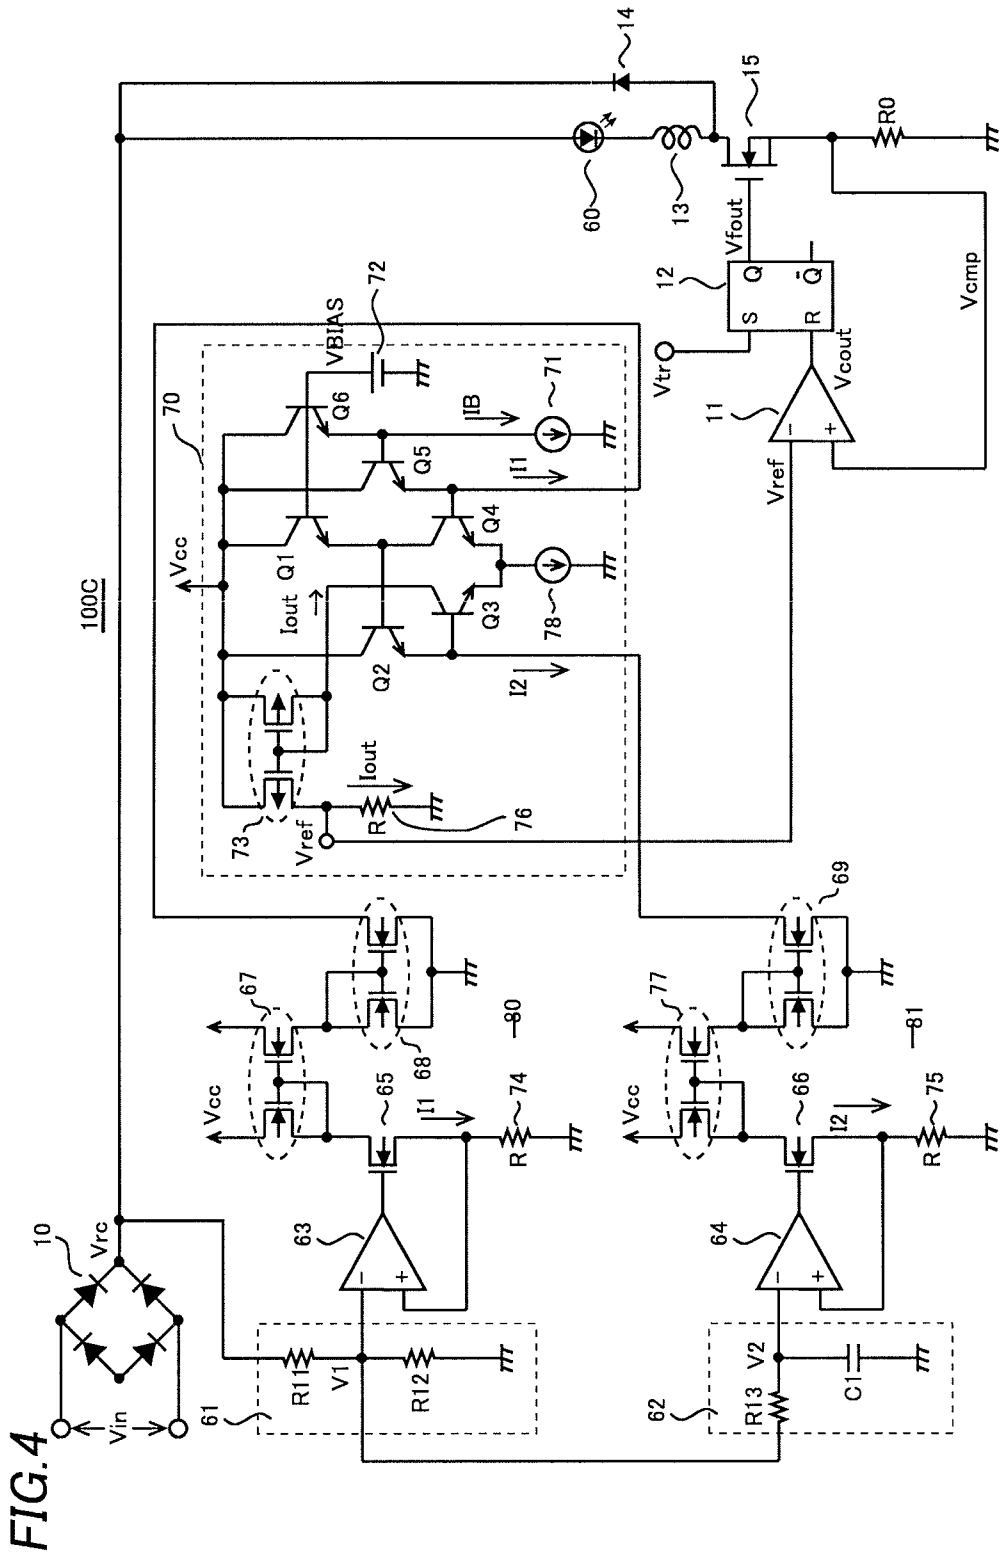 FIG.4
100C
Vin
10
Vrc
61
R11
V1
R12
62
R13
V2
C1
63
64
Vcc
67
65
I1
68
74
R
80
Vcc
77
66
I2
69
75
R
81
70
Vcc
73
Vref
Iout
R
76
Iout
Q1
Q2
Q3
Q4
Q5
Q6
I2
78
I1
IB
71
VBIAS
72
Vref
11
Vcout
Vtr
12
S
R
Q
Q̄
Vfout
Vcmp
60
13
14
15
R0